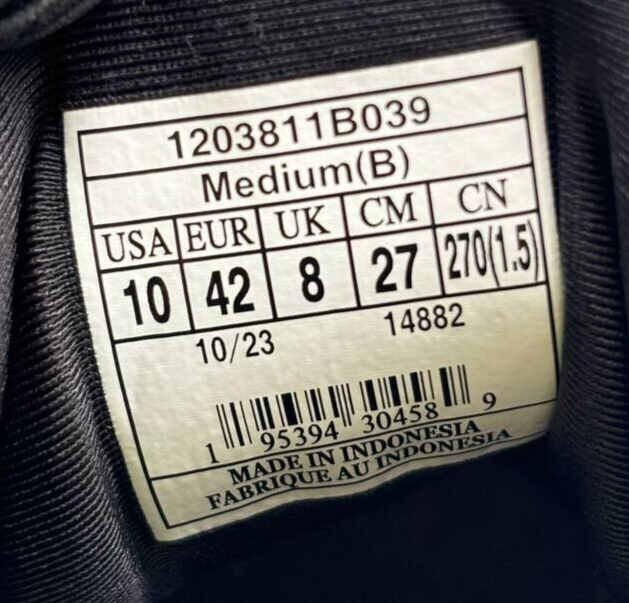 1203811B039
Medium(B)
USA EUR UK CM CN
10 42 8 27 270(1.5)
10/23 14882
1 95394 30458 9
MADE IN INDONESIA
FABRIQUE AU INDONESIA